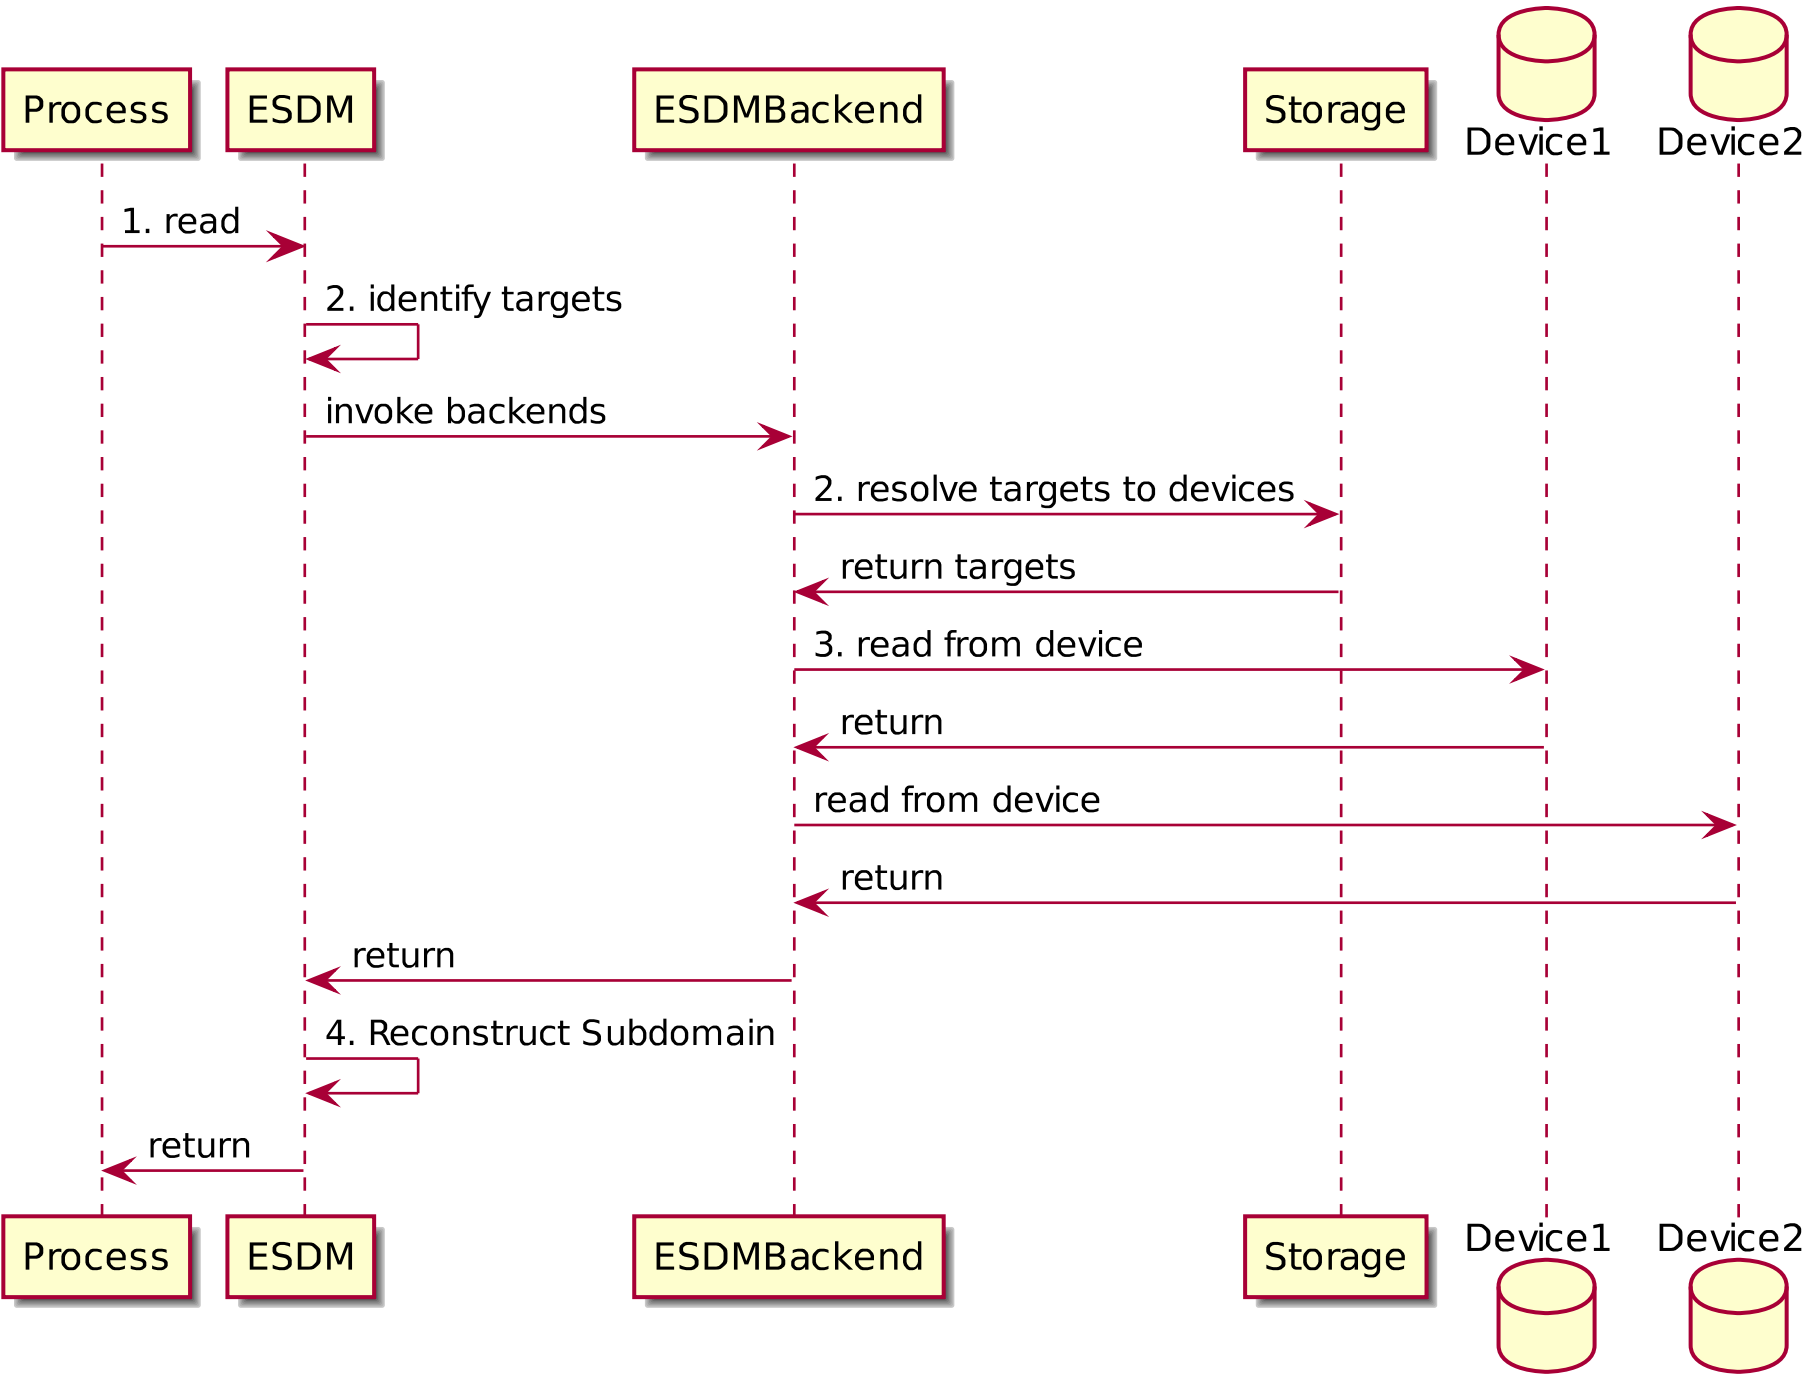 Process
ESDM
ESDMBackend
Storage
Device1
Device2
1. read
2. identify targets
invoke backends
2. resolve targets to devices
return targets
3. read from device
return
read from device
return
return
4. Reconstruct Subdomain
return
Process
ESDM
ESDMBackend
Storage
Device1
Device2